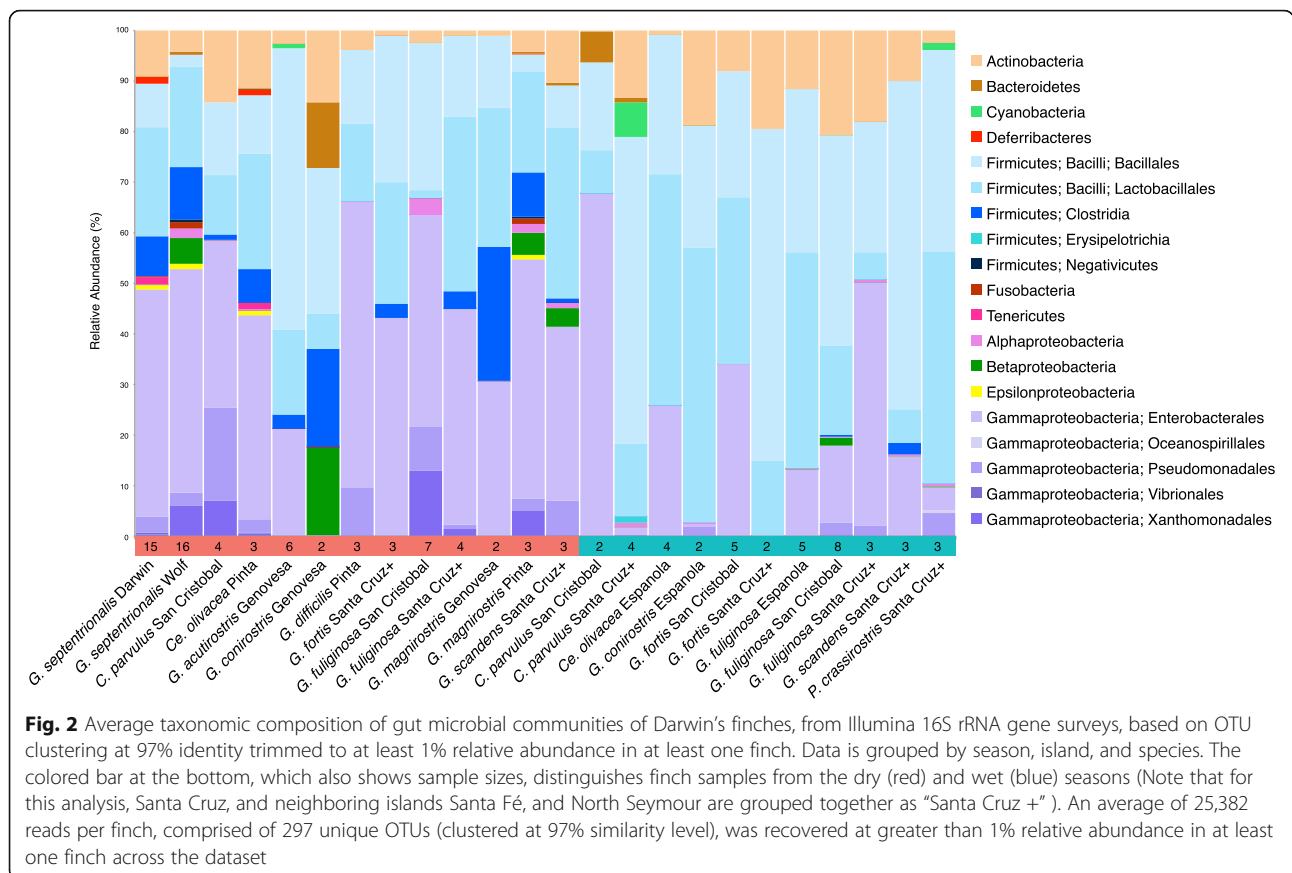 100
90
80
70
60
50
40
30
20
10
0
Relative Abundance (%)
Actinobacteria
Bacteroidetes
Cyanobacteria
Deferribacteres
Firmicutes; Bacilli; Bacillales
Firmicutes; Bacilli; Lactobacillales
Firmicutes; Clostridia
Firmicutes; Erysipelotrichia
Firmicutes; Negativicutes
Fusobacteria
Tenericutes
Alphaproteobacteria
Betaproteobacteria
Epsilonproteobacteria
Gammaproteobacteria; Enterobacterales
Gammaproteobacteria; Oceanospirillales
Gammaproteobacteria; Pseudomonadales
Gammaproteobacteria; Vibrionales
Gammaproteobacteria; Xanthomonadales
15 16 4 3 6 2 3 3 7 4 2 3 3 2 4 4 2 5 2 5 8 3 3 3
G. septentrionalis Darwin
G. septentrionalis Wolf
C. parvulus San Cristobal
Ce. olivacea Pinta
G. acutirostris Genovesa
G. conirostris Genovesa
G. difficilis Pinta
G. fortis Santa Cruz+
G. fuliginosa San Cristobal
G. fuliginosa Santa Cruz+
G. magnirostris Genovesa
G. magnirostris Pinta
G. scandens Santa Cruz+
C. parvulus San Cristobal
C. parvulus Santa Cruz+
Ce. olivacea Espanola
G. conirostris Espanola
G. fortis San Cristobal
G. fortis Santa Cruz+
G. fuliginosa Espanola
G. fuliginosa San Cristobal
G. fuliginosa Santa Cruz+
G. scandens Santa Cruz+
P. crassirostris Santa Cruz+
Fig. 2 Average taxonomic composition of gut microbial communities of Darwin's finches, from Illumina 16S rRNA gene surveys, based on OTU
clustering at 97% identity trimmed to at least 1% relative abundance in at least one finch. Data is grouped by season, island, and species. The
colored bar at the bottom, which also shows sample sizes, distinguishes finch samples from the dry (red) and wet (blue) seasons (Note that for
this analysis, Santa Cruz, and neighboring islands Santa Fé, and North Seymour are grouped together as "Santa Cruz +" ). An average of 25,382
reads per finch, comprised of 297 unique OTUs (clustered at 97% similarity level), was recovered at greater than 1% relative abundance in at least
one finch across the dataset